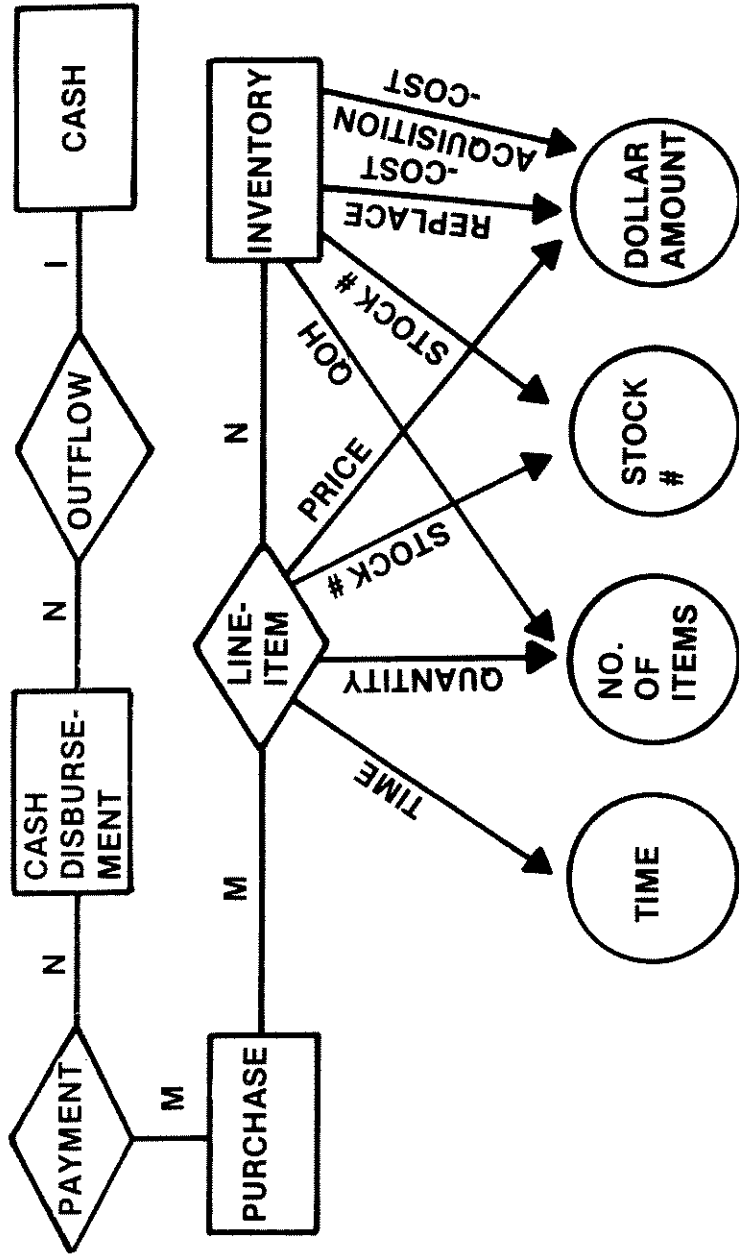 PAYMENT
N
CASH
DISBURSE-
MENT
N
OUTFLOW
I
CASH
M
PURCHASE
M
LINE-
ITEM
N
INVENTORY
TIME
QUANTITY
STOCK #
PRICE
QOH
STOCK #
REPLACE
-COST
ACQUISITION
-COST
TIME
NO.
OF
ITEMS
STOCK
#
DOLLAR
AMOUNT